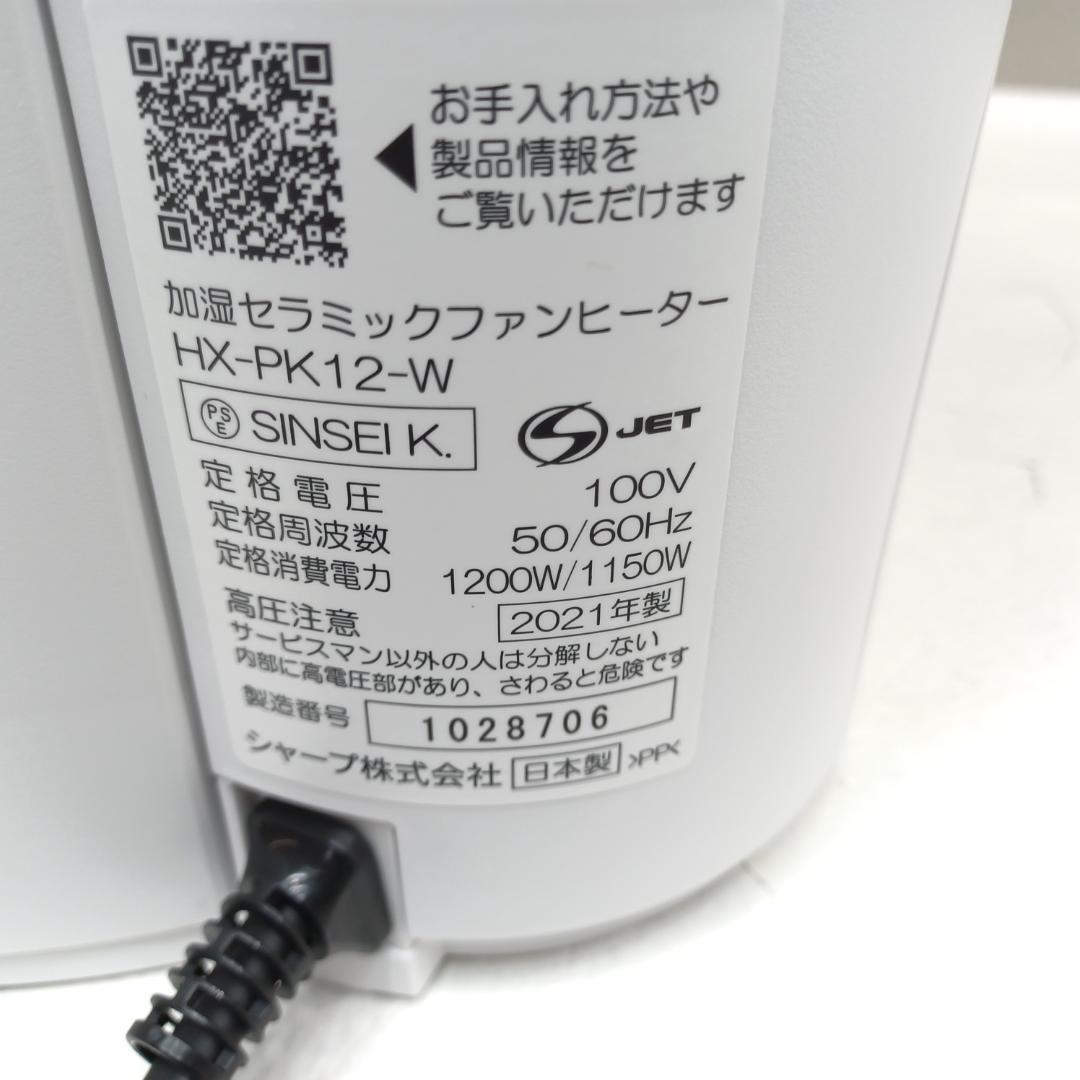 お手入れ方法や
製品情報を
ご覧いただけます
加湿セラミックファンヒーター
HX-PK12-W
PSE SINSEI K.
S JET
定格電圧 100V
定格周波数 50/60Hz
定格消費電力 1200W/1150W
高圧注意 2021年製
サービスマン以外の人は分解しない
内部に高電圧部があり、さわると危険です
製造番号 1028706
シャープ株式会社 日本製 >PP<